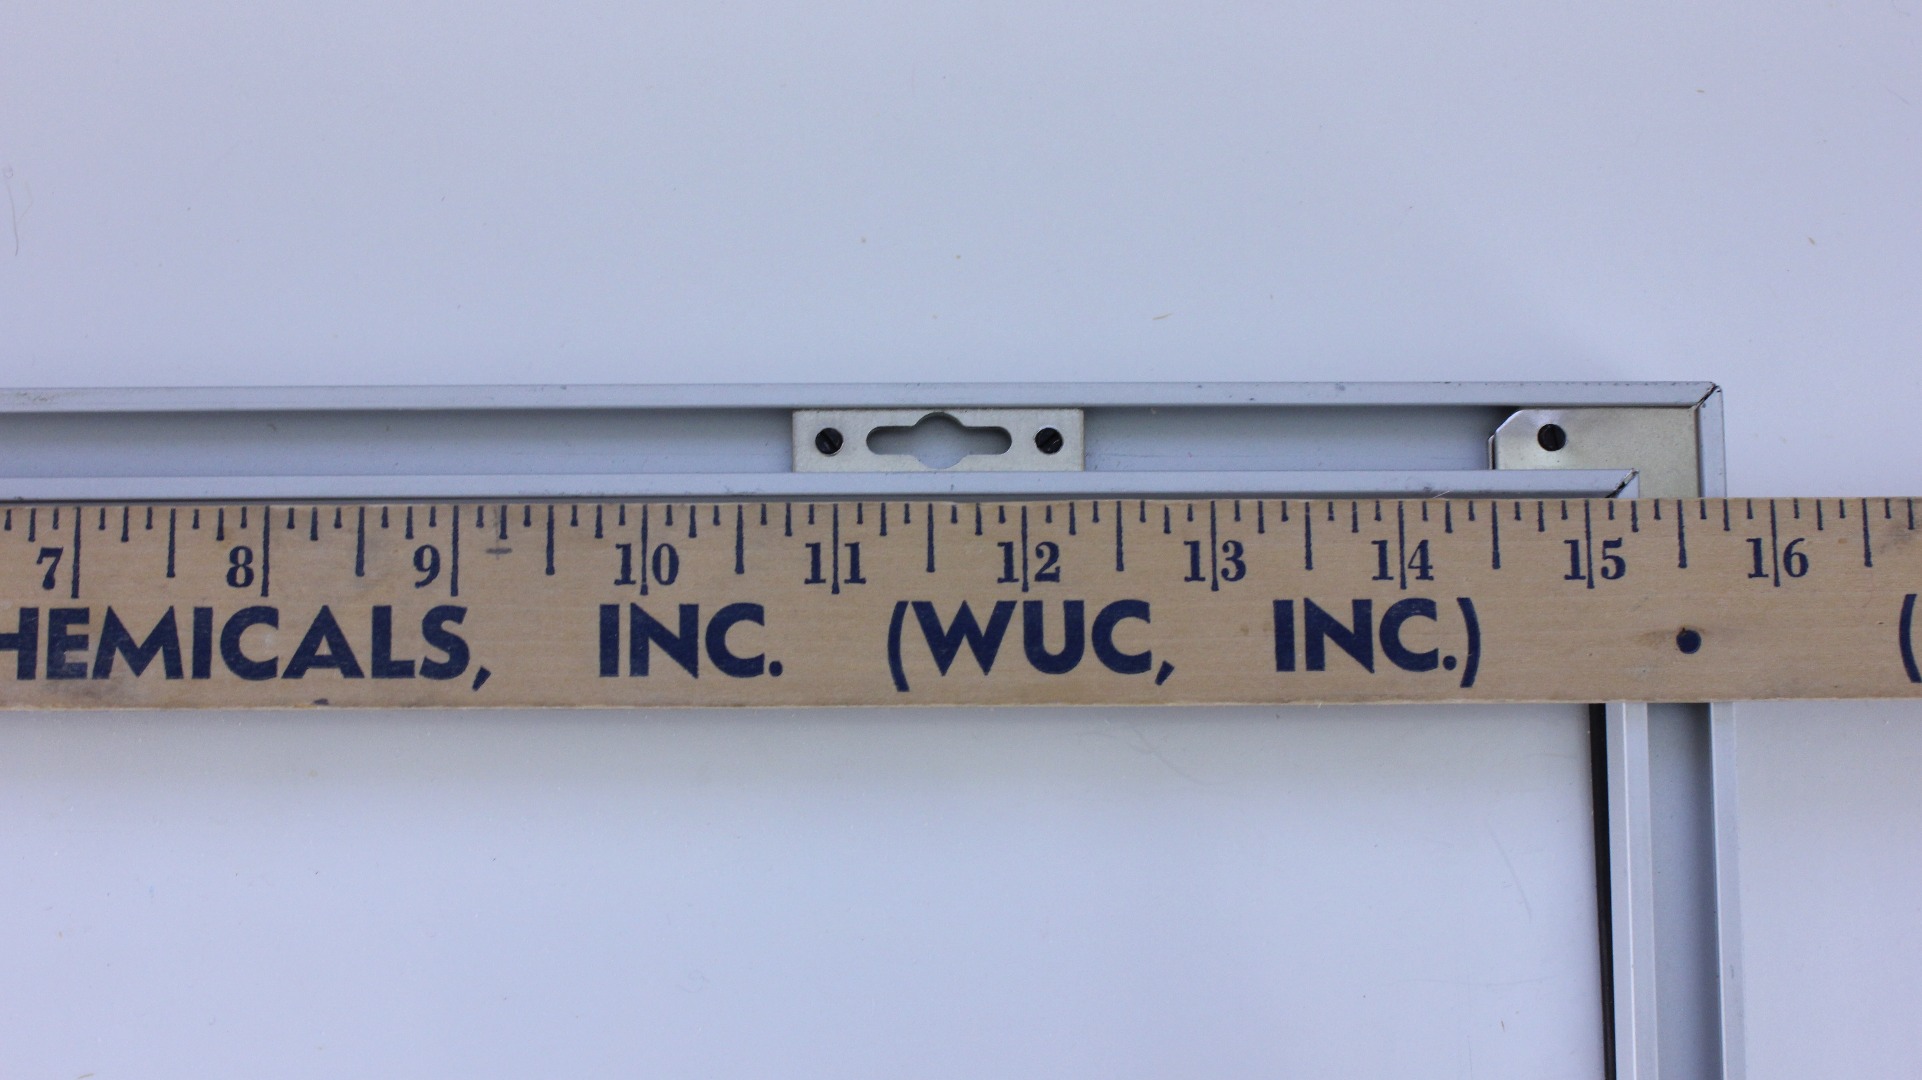 7 8 9 10 11 12 13 14 15 16
HEMICALS, INC. (WUC, INC.) (